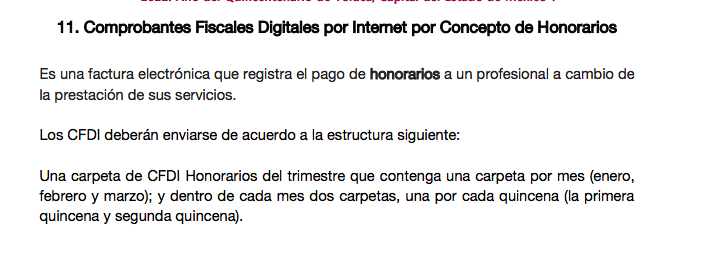 11. Comprobantes Fiscales Digitales por Internet por Concepto de Honorarios
Es una factura electrónica que registra el pago de honorarios a un profesional a cambio de
la prestación de sus servicios.
Los CFDI deberán enviarse de acuerdo a la estructura siguiente:
Una carpeta de CFDI Honorarios del trimestre que contenga una carpeta por mes (enero,
febrero y marzo); y dentro de cada mes dos carpetas, una por cada quincena (la primera
quincena y segunda quincena).